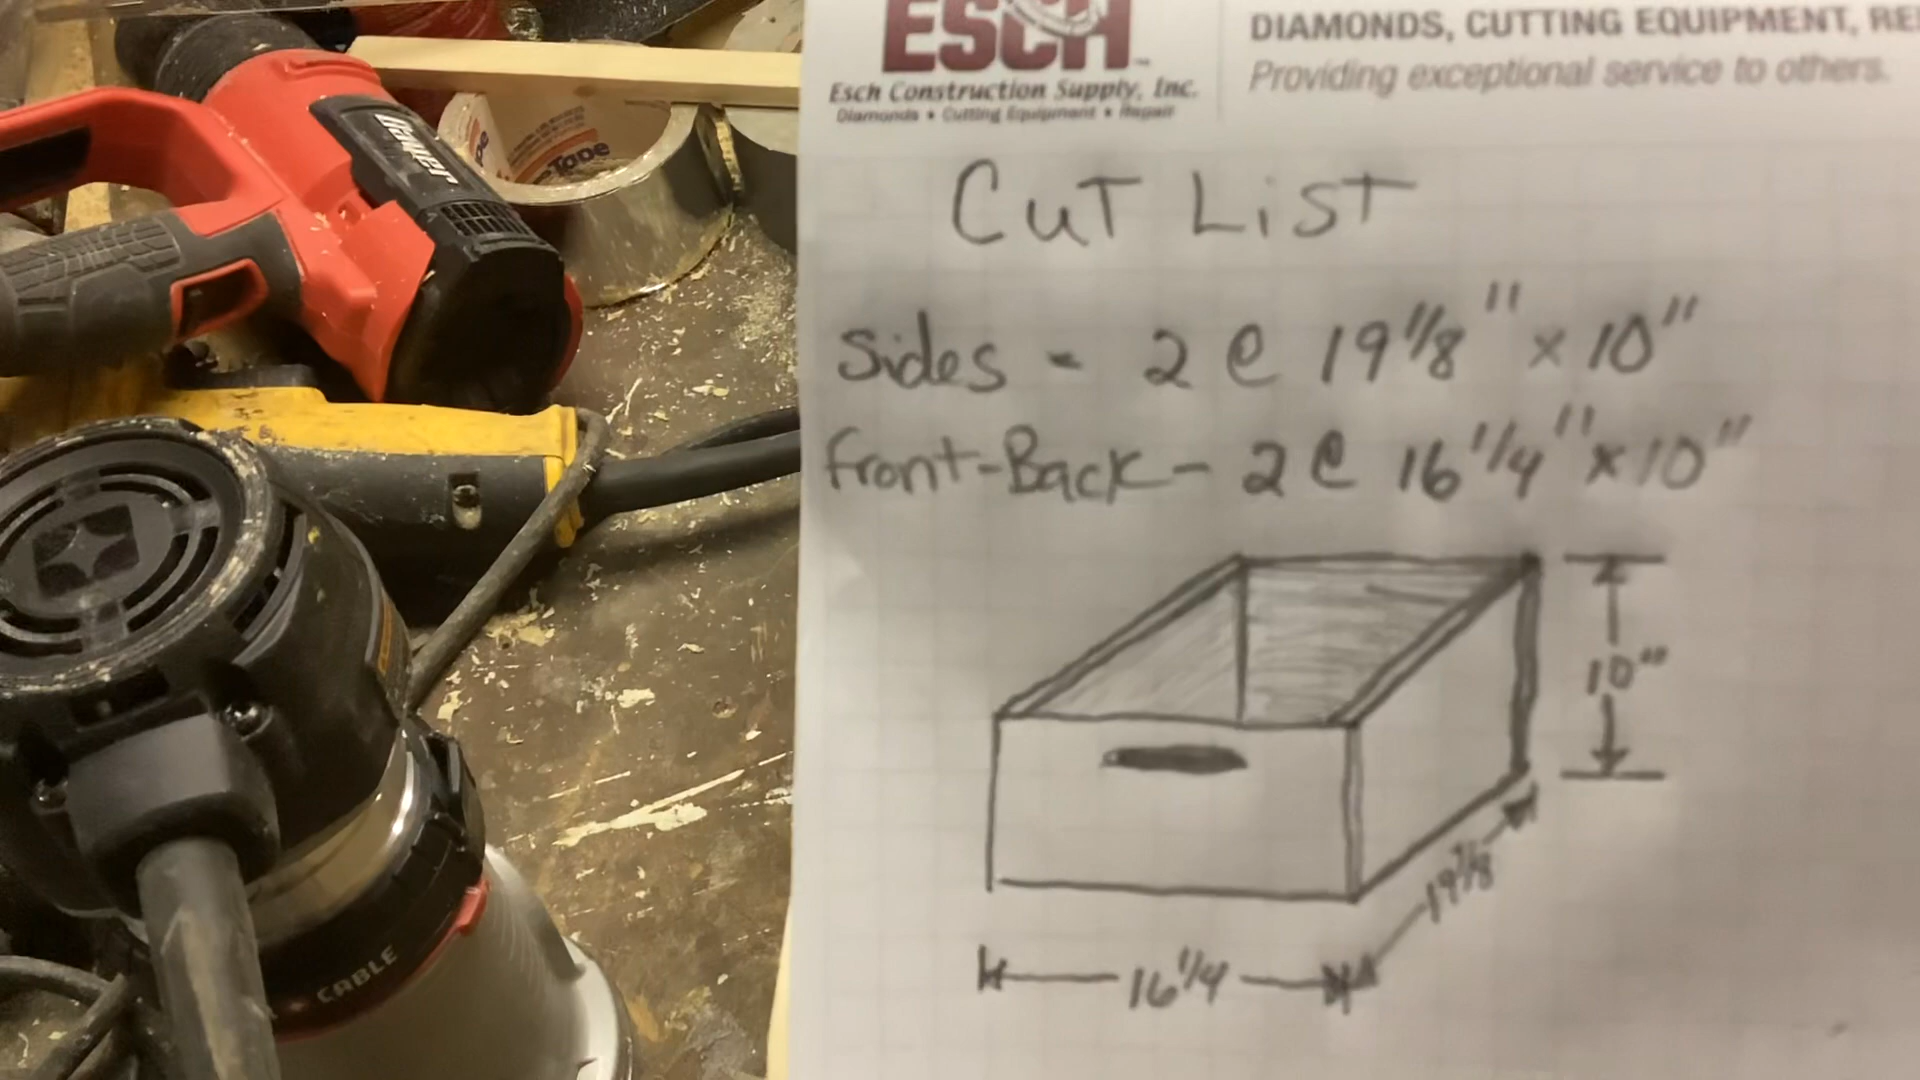 ESCH
Esch Construction Supply, Inc.
Diamonds • Cutting Equipment • Repair
DIAMONDS, CUTTING EQUIPMENT, RE
Providing exceptional service to others.
Cut List
Sides - 2 @ 19 1/8" x 10"
front-Back - 2 @ 16 1/4" x 10"
10"
19 7/8
16 1/4
Bauer
Tape
CABLE